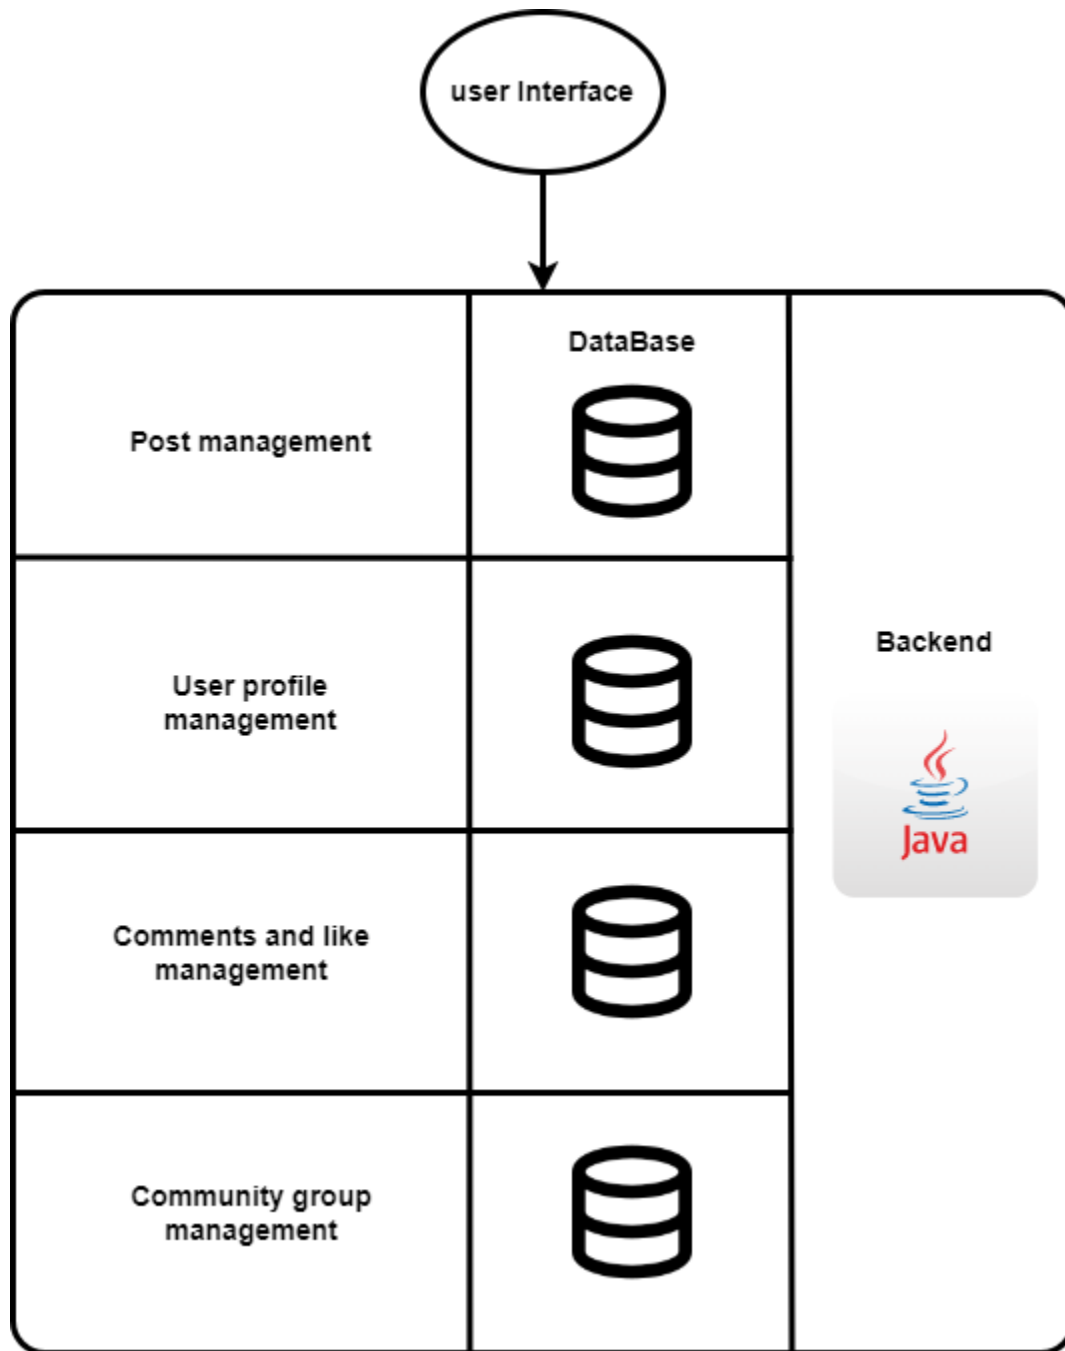 user Interface
DataBase
Post management
Backend
User profile
management
Java
Comments and like
management
Community group
management